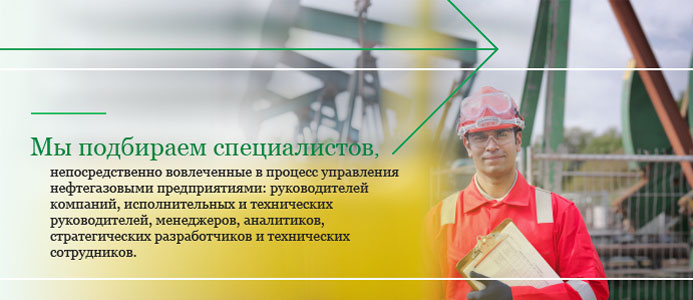 Мы подбираем специалистов,
непосредственно вовлеченные в процесс управления
нефтегазовыми предприятиями: руководителей
компаний, исполнительных и технических
руководителей, менеджеров, аналитиков,
стратегических разработчиков и технических
сотрудников.